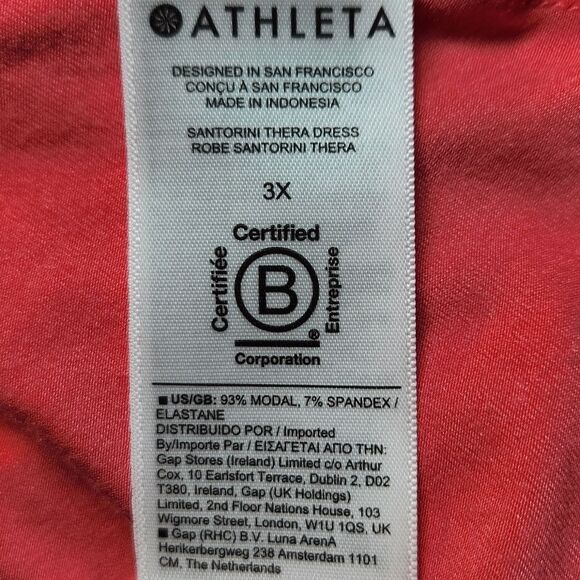 ATHLETA
DESIGNED IN SAN FRANCISCO
CONÇU À SAN FRANCISCO
MADE IN INDONESIA
SANTORINI THERA DRESS
ROBE SANTORINI THERA
3X
Certified
Certifiée
B
Entreprise
®
Corporation
■ US/GB: 93% MODAL, 7% SPANDEX /
ELASTANE
DISTRIBUIDO POR / Imported
By/Importe Par / ΕΙΣΑΓΕΤΑΙ ΑΠΟ ΤΗΝ:
Gap Stores (Ireland) Limited c/o Arthur
Cox, 10 Earlsfort Terrace, Dublin 2, D02
T380, Ireland, Gap (UK Holdings)
Limited, 2nd Floor Nations House, 103
Wigmore Street, London, W1U 1QS, UK
■ Gap (RHC) B.V. Luna ArenA
Herikerbergweg 238 Amsterdam 1101
CM. The Netherlands